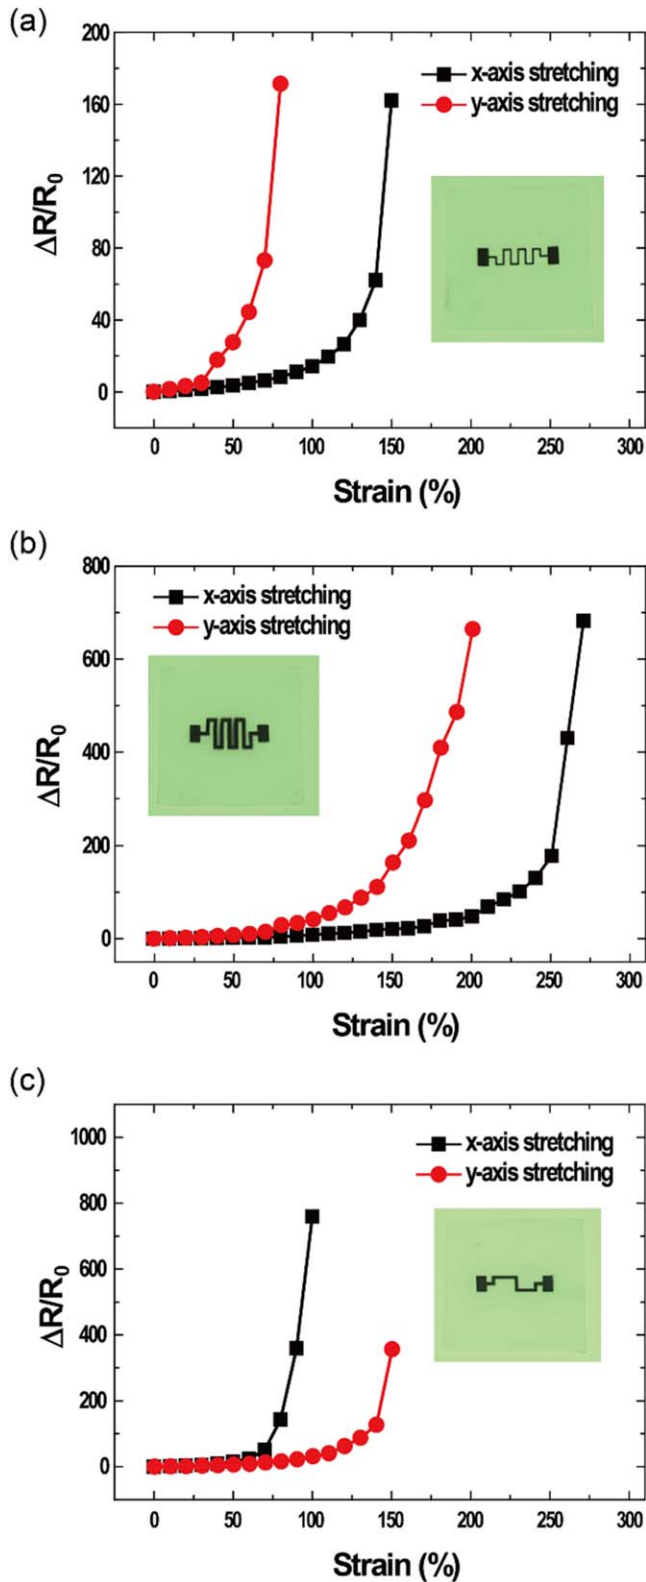 (a)
200
160
120
80
40
0
ΔR/R₀
x-axis stretching
y-axis stretching
0 50 100 150 200 250 300
Strain (%)
(b)
800
600
400
200
0
ΔR/R₀
x-axis stretching
y-axis stretching
0 50 100 150 200 250 300
Strain (%)
(c)
1000
800
600
400
200
0
ΔR/R₀
x-axis stretching
y-axis stretching
0 50 100 150 200 250 300
Strain (%)